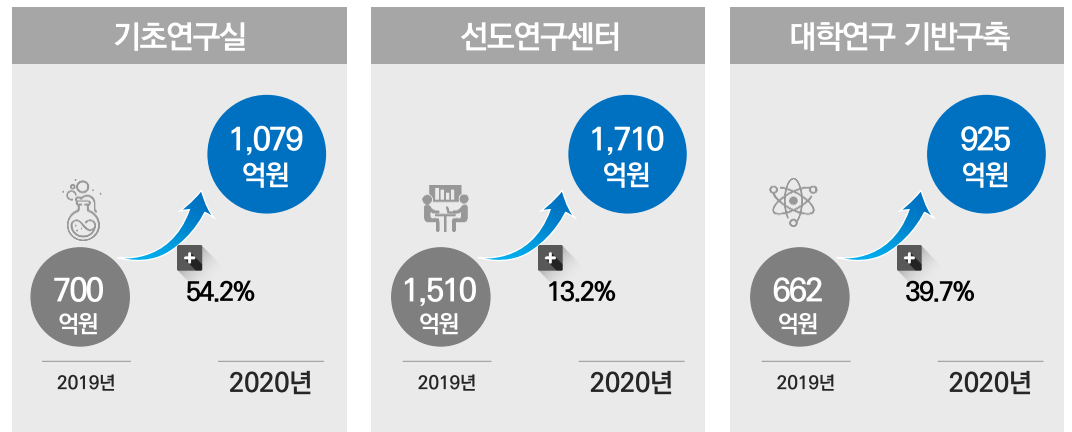 기초연구실
1,079
억원
700
억원
+
54.2%
2019년
2020년
선도연구센터
1,710
억원
1,510
억원
+
13.2%
2019년
2020년
대학연구 기반구축
925
억원
662
억원
+
39.7%
2019년
2020년